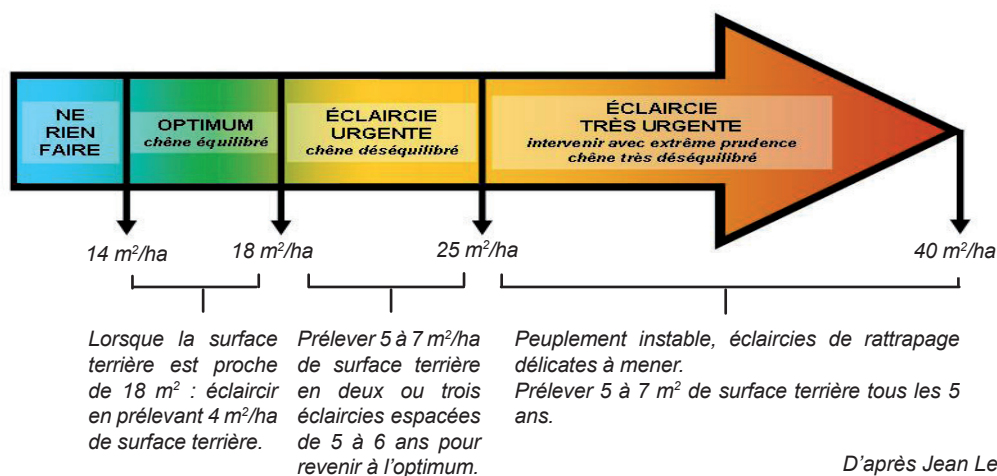 NE
RIEN
FAIRE
OPTIMUM
chêne équilibré
ÉCLAIRCIE
URGENTE
chêne déséquilibré
ÉCLAIRCIE
TRÈS URGENTE
intervenir avec extrême prudence
chêne très déséquilibré
14 m²/ha
18 m²/ha
25 m²/ha
40 m²/ha
Lorsque la surface
terrière est proche
de 18 m² : éclaircir
en prélevant 4 m²/ha
de surface terrière.
Prélever 5 à 7 m²/ha
de surface terrière
en deux ou trois
éclaircies espacées
de 5 à 6 ans pour
revenir à l'optimum.
Peuplement instable, éclaircies de rattrapage
délicates à mener.
Prélever 5 à 7 m² de surface terrière tous les 5
ans.
D'après Jean Le